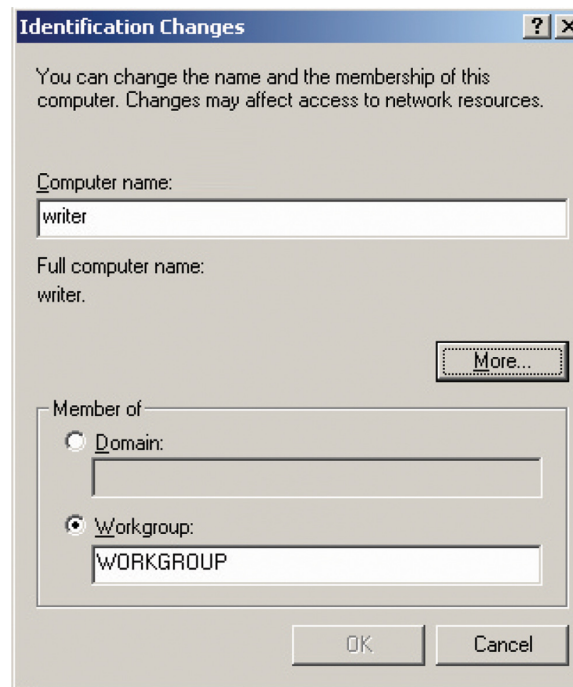 Identification Changes
You can change the name and the membership of this
computer. Changes may affect access to network resources.
Computer name:
writer
Full computer name:
writer.
More...
Member of
Domain:
Workgroup:
WORKGROUP
OK Cancel